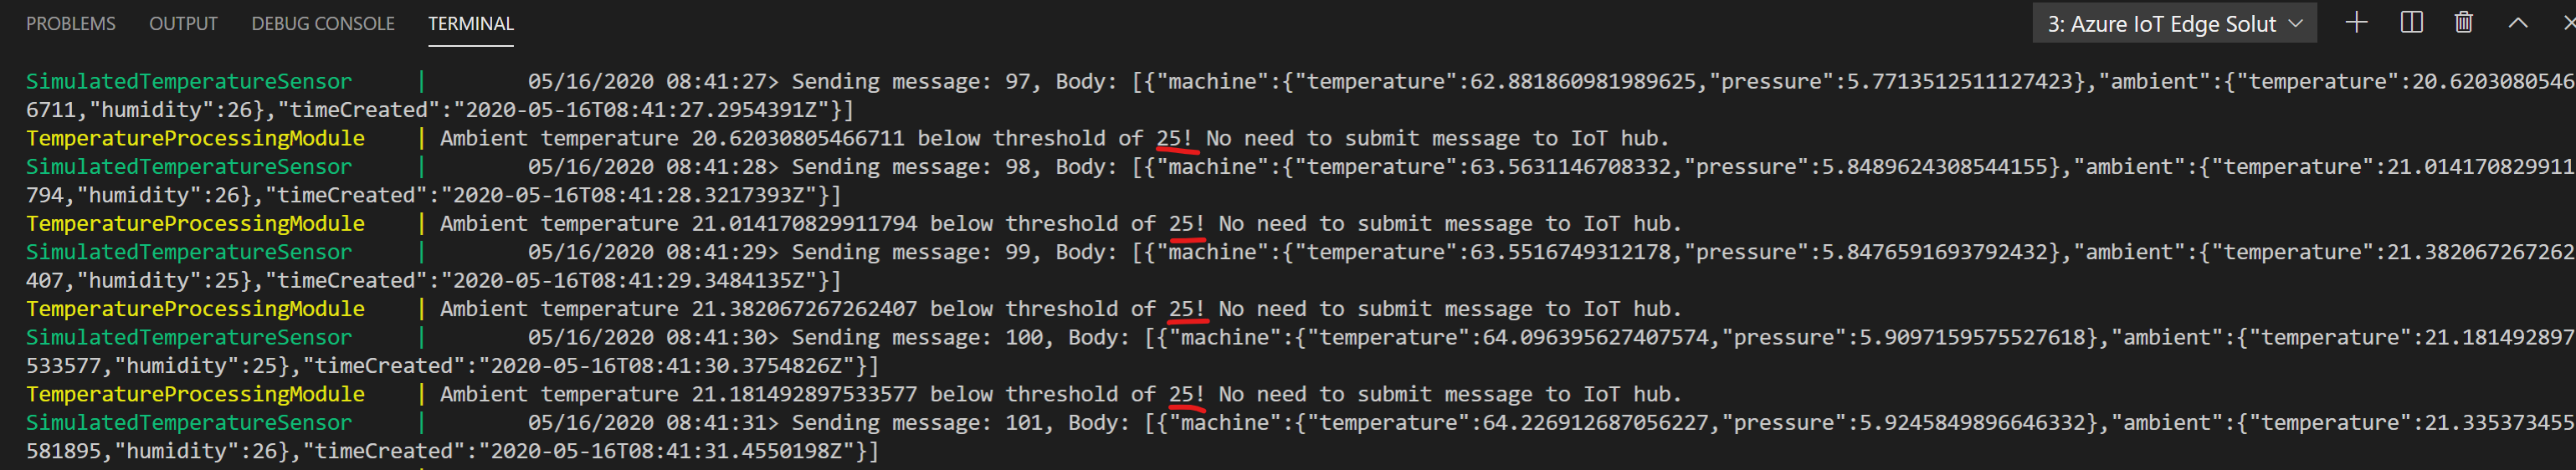 PROBLEMS OUTPUT DEBUG CONSOLE TERMINAL 3: Azure IoT Edge Solut
SimulatedTemperatureSensor | 05/16/2020 08:41:27> Sending message: 97, Body: [{"machine":{"temperature":62.881860981989625,"pressure":5.7713512511127423},"ambient":{"temperature":20.6203080546
6711,"humidity":26},"timeCreated":"2020-05-16T08:41:27.2954391Z"}]
TemperatureProcessingModule | Ambient temperature 20.62030805466711 below threshold of 25! No need to submit message to IoT hub.
SimulatedTemperatureSensor | 05/16/2020 08:41:28> Sending message: 98, Body: [{"machine":{"temperature":63.5631146708332,"pressure":5.8489624308544155},"ambient":{"temperature":21.014170829911
794,"humidity":26},"timeCreated":"2020-05-16T08:41:28.3217393Z"}]
TemperatureProcessingModule | Ambient temperature 21.014170829911794 below threshold of 25! No need to submit message to IoT hub.
SimulatedTemperatureSensor | 05/16/2020 08:41:29> Sending message: 99, Body: [{"machine":{"temperature":63.5516749312178,"pressure":5.8476591693792432},"ambient":{"temperature":21.382067267262
407,"humidity":25},"timeCreated":"2020-05-16T08:41:29.3484135Z"}]
TemperatureProcessingModule | Ambient temperature 21.382067267262407 below threshold of 25! No need to submit message to IoT hub.
SimulatedTemperatureSensor | 05/16/2020 08:41:30> Sending message: 100, Body: [{"machine":{"temperature":64.096395627407574,"pressure":5.9097159575527618},"ambient":{"temperature":21.181492897
533577,"humidity":25},"timeCreated":"2020-05-16T08:41:30.3754826Z"}]
TemperatureProcessingModule | Ambient temperature 21.181492897533577 below threshold of 25! No need to submit message to IoT hub.
SimulatedTemperatureSensor | 05/16/2020 08:41:31> Sending message: 101, Body: [{"machine":{"temperature":64.226912687056227,"pressure":5.9245849896646332},"ambient":{"temperature":21.335373455
581895,"humidity":26},"timeCreated":"2020-05-16T08:41:31.4550198Z"}]